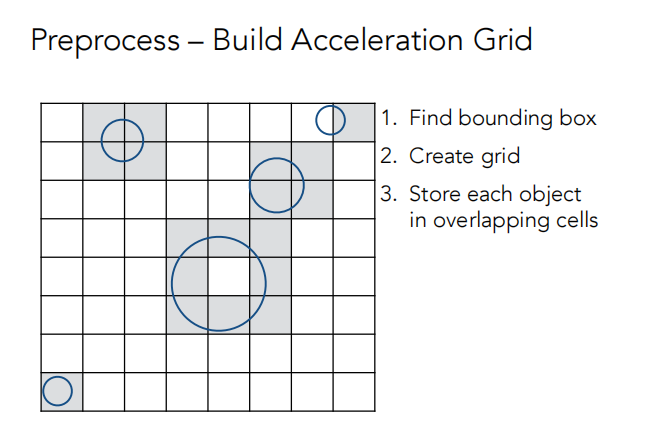 Preprocess – Build Acceleration Grid
1. Find bounding box
2. Create grid
3. Store each object
in overlapping cells